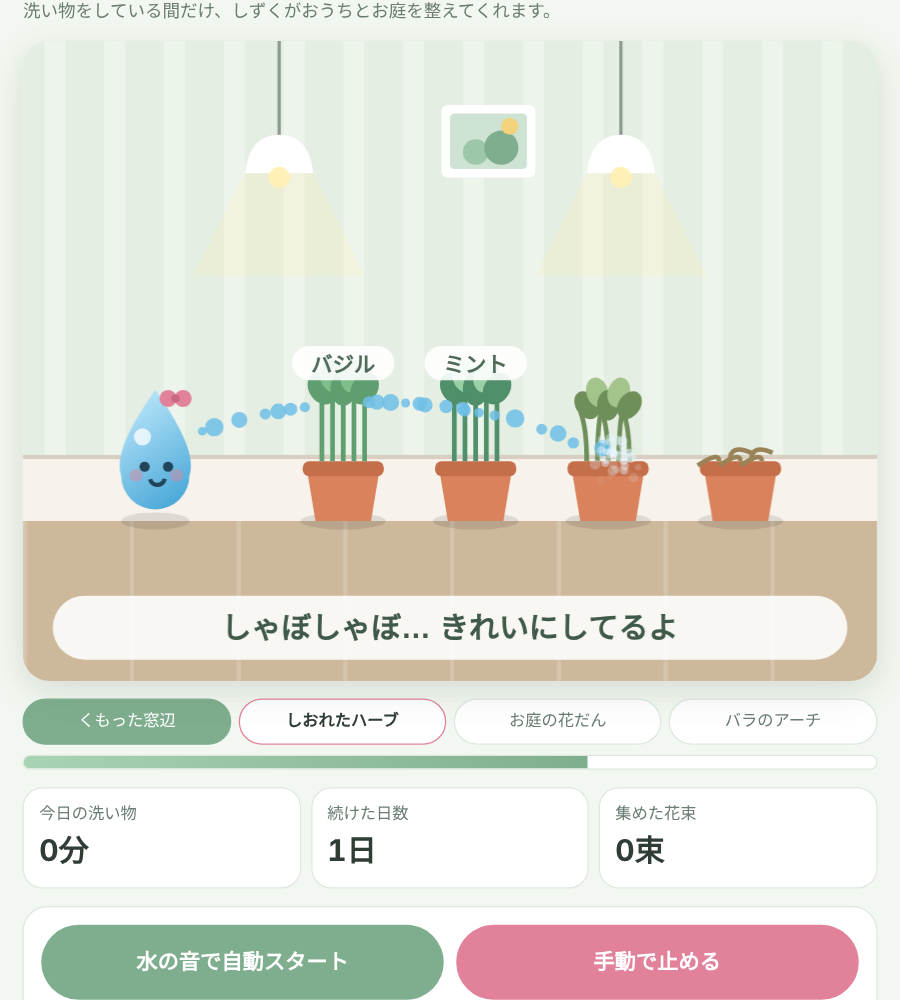 洗い物をしている間だけ、しずくがおうちとお庭を整えてくれます。
バジル
ミント
しゃぼしゃぼ… きれいにしてるよ
くもった窓辺
しおれたハーブ
お庭の花だん
バラのアーチ
今日の洗い物
0分
続けた日数
1日
集めた花束
0束
水の音で自動スタート
手動で止める